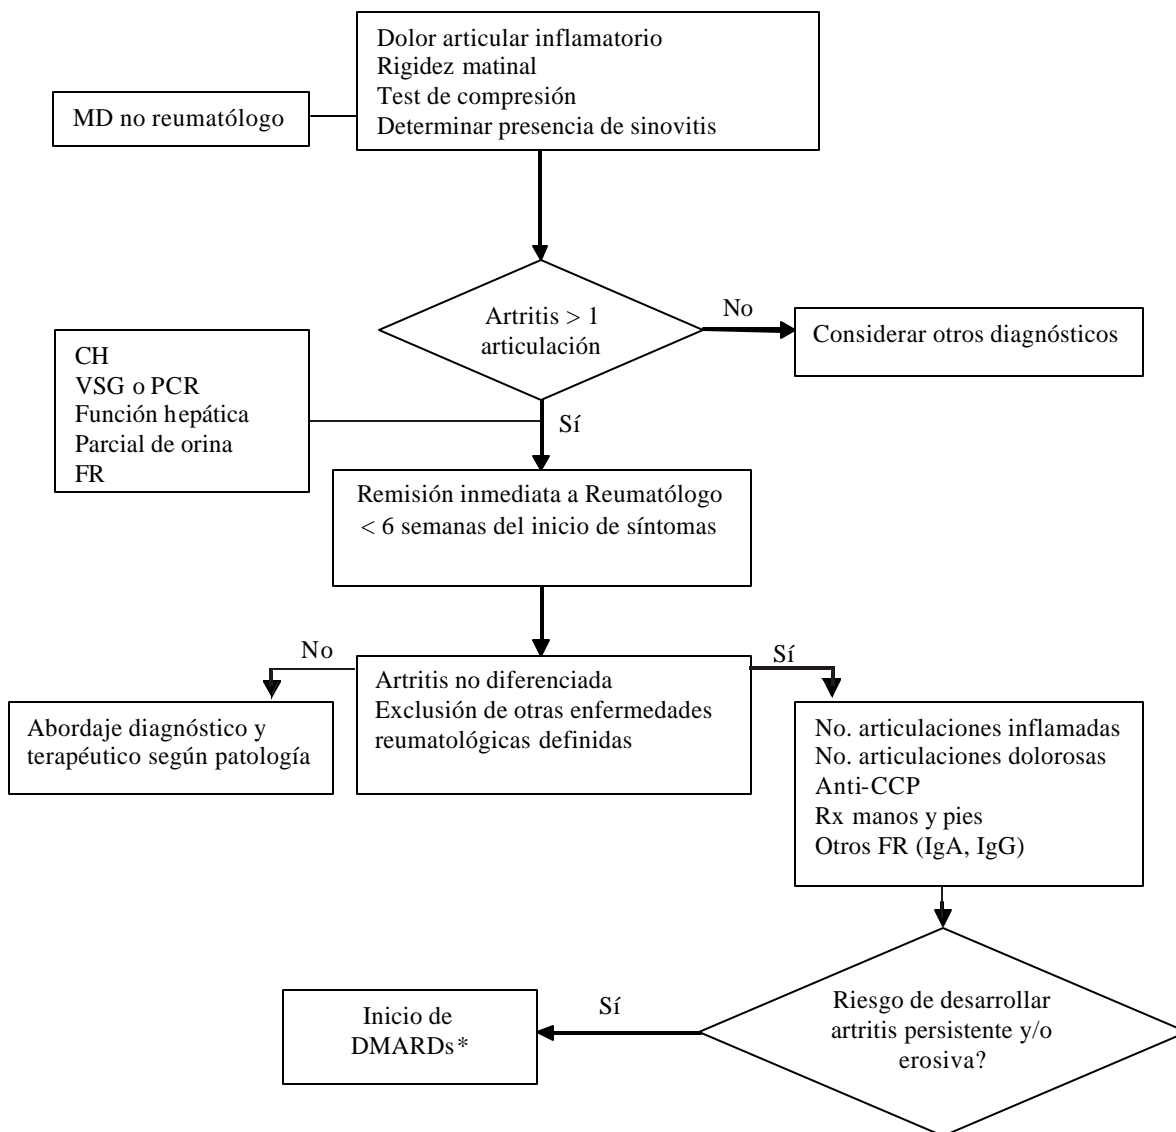 Dolor articular inflamatorio
Rigidez matinal
Test de compresión
Determinar presencia de sinovitis
MD no reumatólogo
Artritis > 1
articulación
No
Considerar otros diagnósticos
CH
VSG o PCR
Función hepática
Parcial de orina
FR
Sí
Remisión inmediata a Reumatólogo
< 6 semanas del inicio de síntomas
No
Artritis no diferenciada
Exclusión de otras enfermedades
reumatológicas definidas
Sí
Abordaje diagnóstico y
terapéutico según patología
No. articulaciones inflamadas
No. articulaciones dolorosas
Anti-CCP
Rx manos y pies
Otros FR (IgA, IgG)
Riesgo de desarrollar
artritis persistente y/o
erosiva?
Sí
Inicio de
DMARDs*